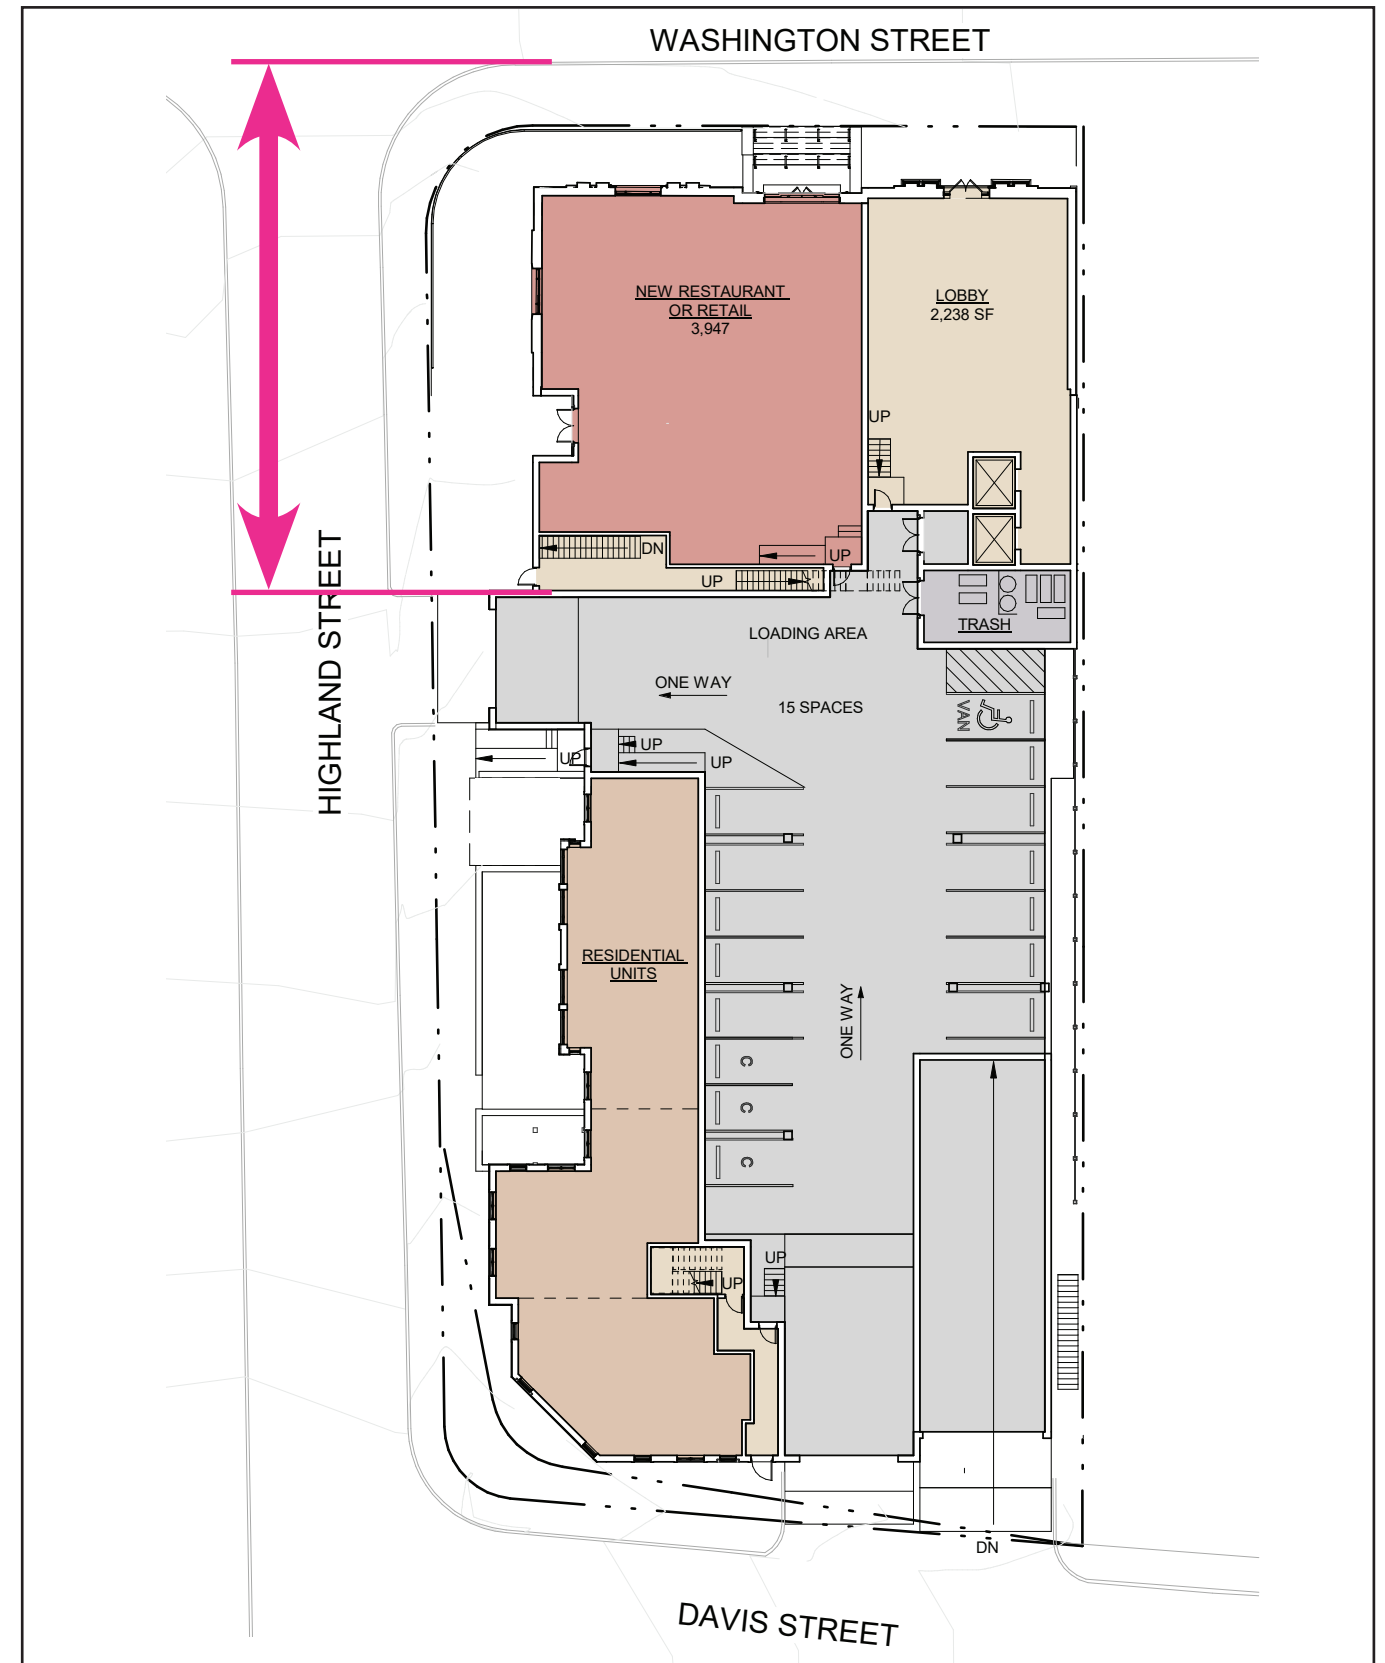 WASHINGTON STREET
NEW RESTAURANT
OR RETAIL
3,947
LOBBY
2,238 SF
UP
DN
UP
UP
HIGHLAND STREET
LOADING AREA
TRASH
ONE WAY
15 SPACES
VAN
UP
UP
UP
RESIDENTIAL
UNITS
ONE WAY
C
C
C
UP
UP
DN
DAVIS STREET